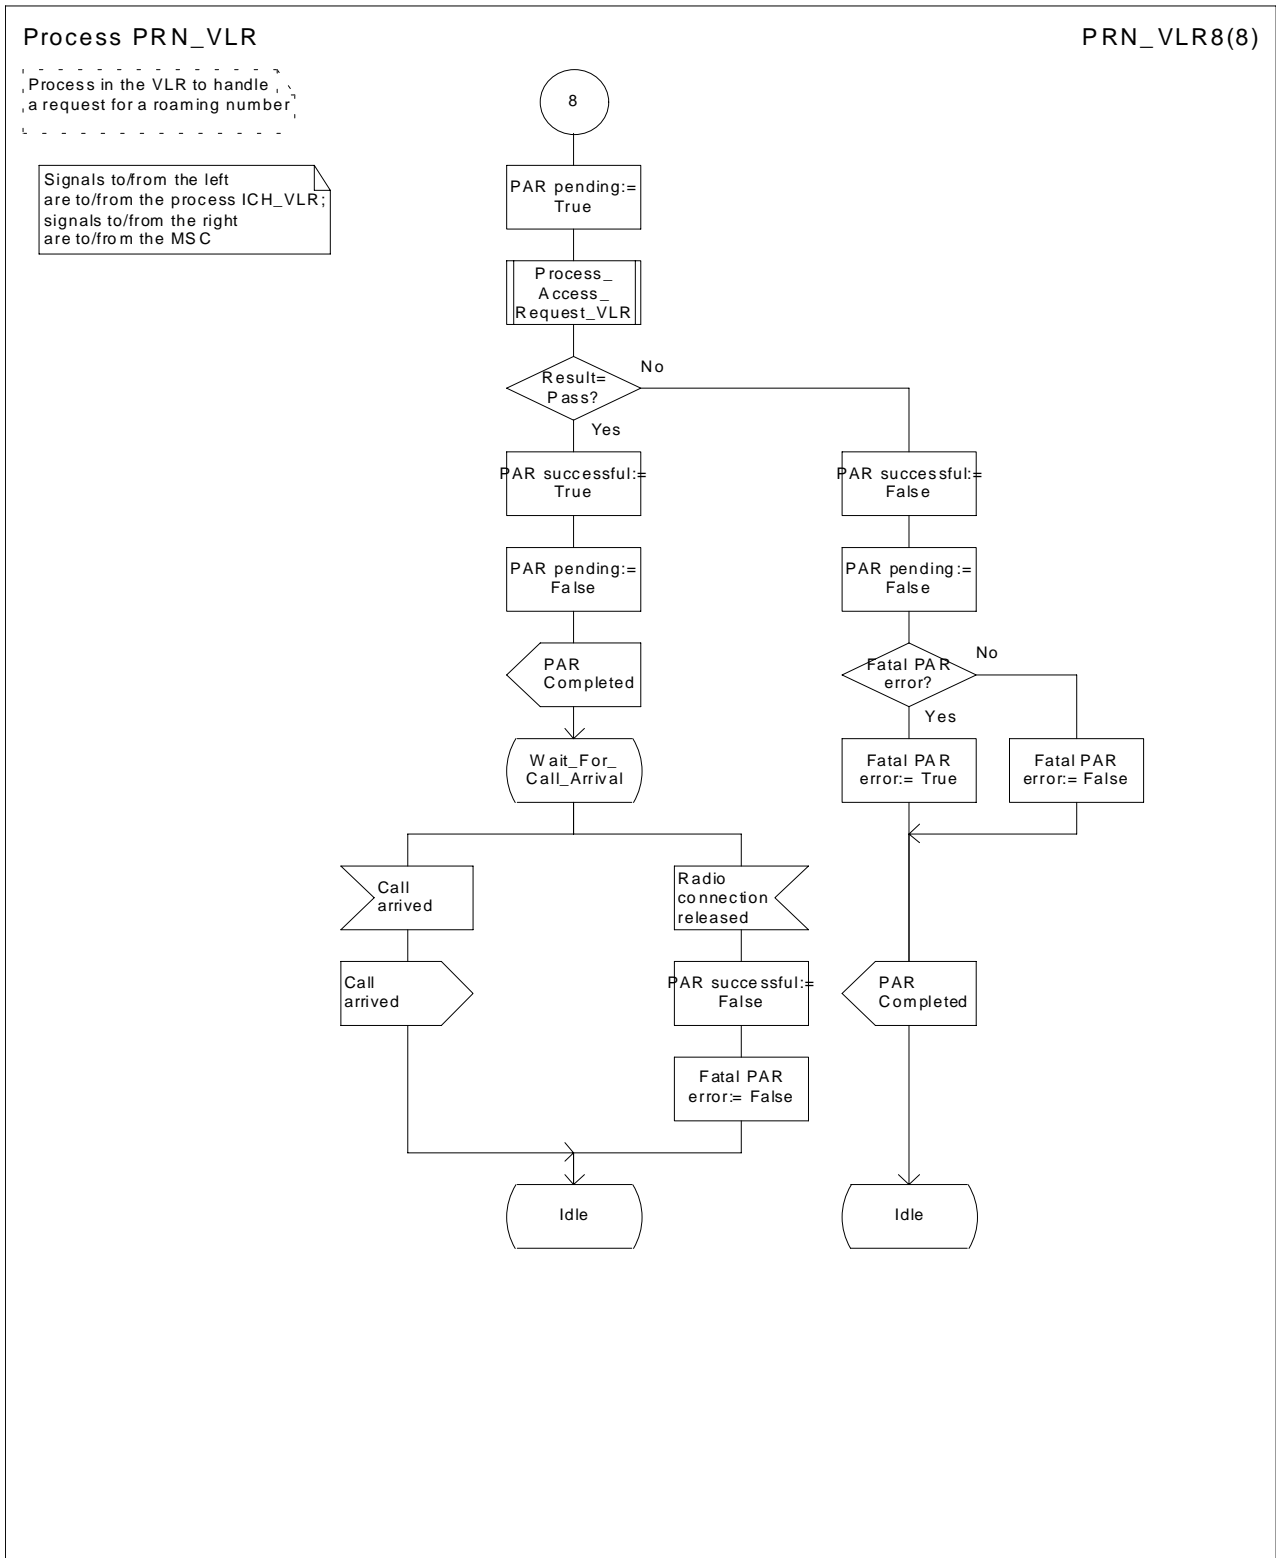 Process PRN_VLR
PRN_VLR8(8)
Process in the VLR to handle
a request for a roaming number
Signals to/from the left
are to/from the process ICH_VLR;
signals to/from the right
are to/from the MSC
8
PAR pending:=
True
Process_
Access_
Request_VLR
Result=
Pass?
No
Yes
PAR successful:=
True
PAR successful:=
False
PAR pending:=
False
PAR pending:=
False
PAR
Completed
Fatal PAR
error?
No
Yes
Wait_For_
Call_Arrival
Fatal PAR
error:= True
Fatal PAR
error:= False
Call
arrived
Radio
connection
released
Call
arrived
PAR successful:=
False
PAR
Completed
Fatal PAR
error:= False
Idle
Idle